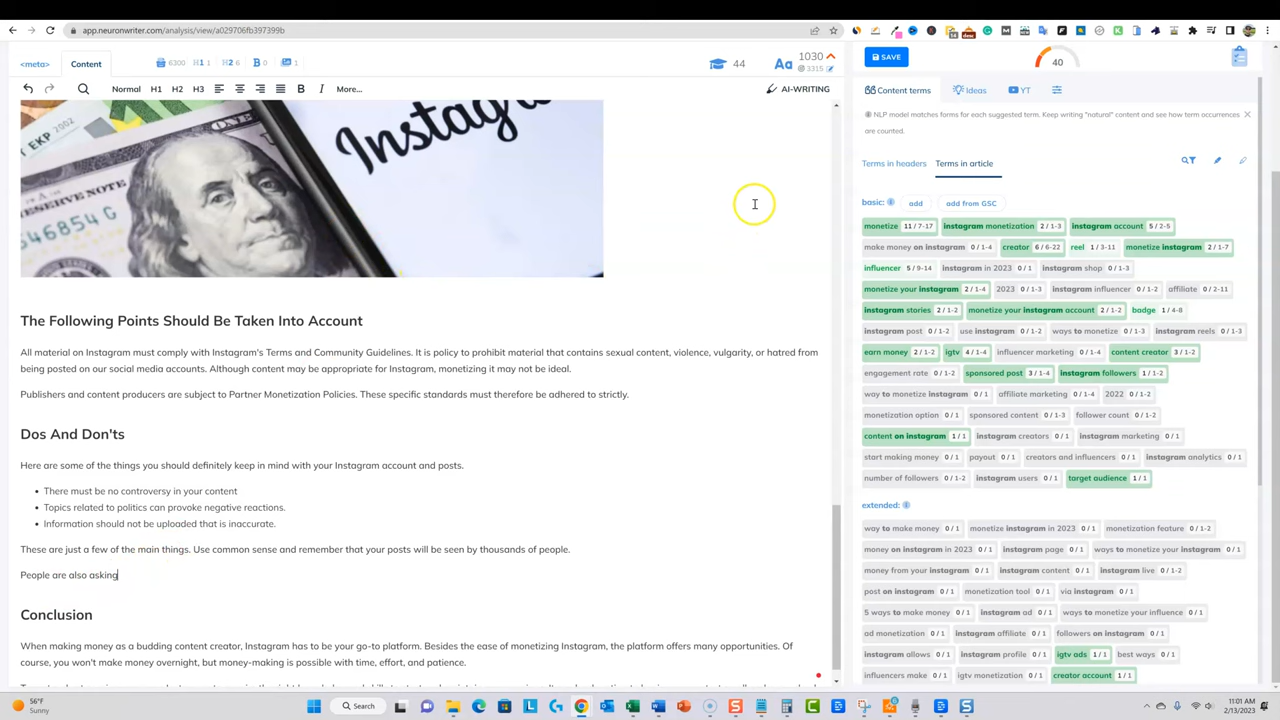 app.neuronwriter.com/analysis/view/a029706fb397399b
<meta> Content 6300 H1 1 H2 6 B 0 1 44 Aa 1030
@ 3315
Normal H1 H2 H3 B I More... AI-WRITING
EKP 2002
Instagr
The Following Points Should Be Taken Into Account
All material on Instagram must comply with Instagram's Terms and Community Guidelines. It is policy to prohibit material that contains sexual content, violence, vulgarity, or hatred from
being posted on our social media accounts. Although content may be appropriate for Instagram, monetizing it may not be ideal.
Publishers and content producers are subject to Partner Monetization Policies. These specific standards must therefore be adhered to strictly.
Dos And Don'ts
Here are some of the things you should definitely keep in mind with your Instagram account and posts.
• There must be no controversy in your content
• Topics related to politics can provoke negative reactions.
• Information should not be uploaded that is inaccurate.
These are just a few of the main things. Use common sense and remember that your posts will be seen by thousands of people.
People are also asking
Conclusion
When making money as a budding content creator, Instagram has to be your go-to platform. Besides the ease of monetizing Instagram, the platform offers many opportunities. Of
course, you won't make money overnight, but money-making is possible with time, effort, and patience.
SAVE 40
Content terms Ideas YT
NLP model matches forms for each suggested term. Keep writing "natural" content and see how term occurrences
are counted.
Terms in headers Terms in article
basic: add add from GSC
monetize 11 / 7-17 instagram monetization 2 / 1-3 instagram account 5 / 2-5
make money on instagram 0 / 1-4 creator 6 / 6-22 reel 1 / 3-11 monetize instagram 2 / 1-7
influencer 5 / 9-14 instagram in 2023 0 / 1 instagram shop 0 / 1-3
monetize your instagram 2 / 1-4 2023 0 / 1-3 instagram influencer 0 / 1-2 affiliate 0 / 2-11
instagram stories 2 / 1-2 monetize your instagram account 2 / 1-2 badge 1 / 4-8
instagram post 0 / 1-2 use instagram 0 / 1-2 ways to monetize 0 / 1-3 instagram reels 0 / 1-3
earn money 2 / 1-2 igtv 4 / 1-4 influencer marketing 0 / 1-4 content creator 3 / 1-2
engagement rate 0 / 1-2 sponsored post 3 / 1-4 instagram followers 1 / 1-2
way to monetize instagram 0 / 1 affiliate marketing 0 / 1-4 2022 0 / 1-2
monetization option 0 / 1 sponsored content 0 / 1-3 follower count 0 / 1-2
content on instagram 1 / 1 instagram creators 0 / 1 instagram marketing 0 / 1
start making money 0 / 1 payout 0 / 1 creators and influencers 0 / 1 instagram analytics 0 / 1
number of followers 0 / 1-2 instagram users 0 / 1 target audience 1 / 1
extended:
way to make money 0 / 1 monetize instagram in 2023 0 / 1 monetization feature 0 / 1-2
money on instagram in 2023 0 / 1 instagram page 0 / 1 ways to monetize your instagram 0 / 1
money from your instagram 0 / 1 instagram content 0 / 1 instagram live 0 / 1-2
post on instagram 0 / 1 monetization tool 0 / 1 via instagram 0 / 1
5 ways to make money 0 / 1 instagram ad 0 / 1 ways to monetize your influence 0 / 1
ad monetization 0 / 1 instagram affiliate 0 / 1 followers on instagram 0 / 1
instagram allows 0 / 1 instagram profile 0 / 1 igtv ads 1 / 1 best ways 0 / 1
influencers make 0 / 1 igtv monetization 0 / 1 creator account 1 / 1
56°F
Sunny
Search
11:01 AM
2/13/2023